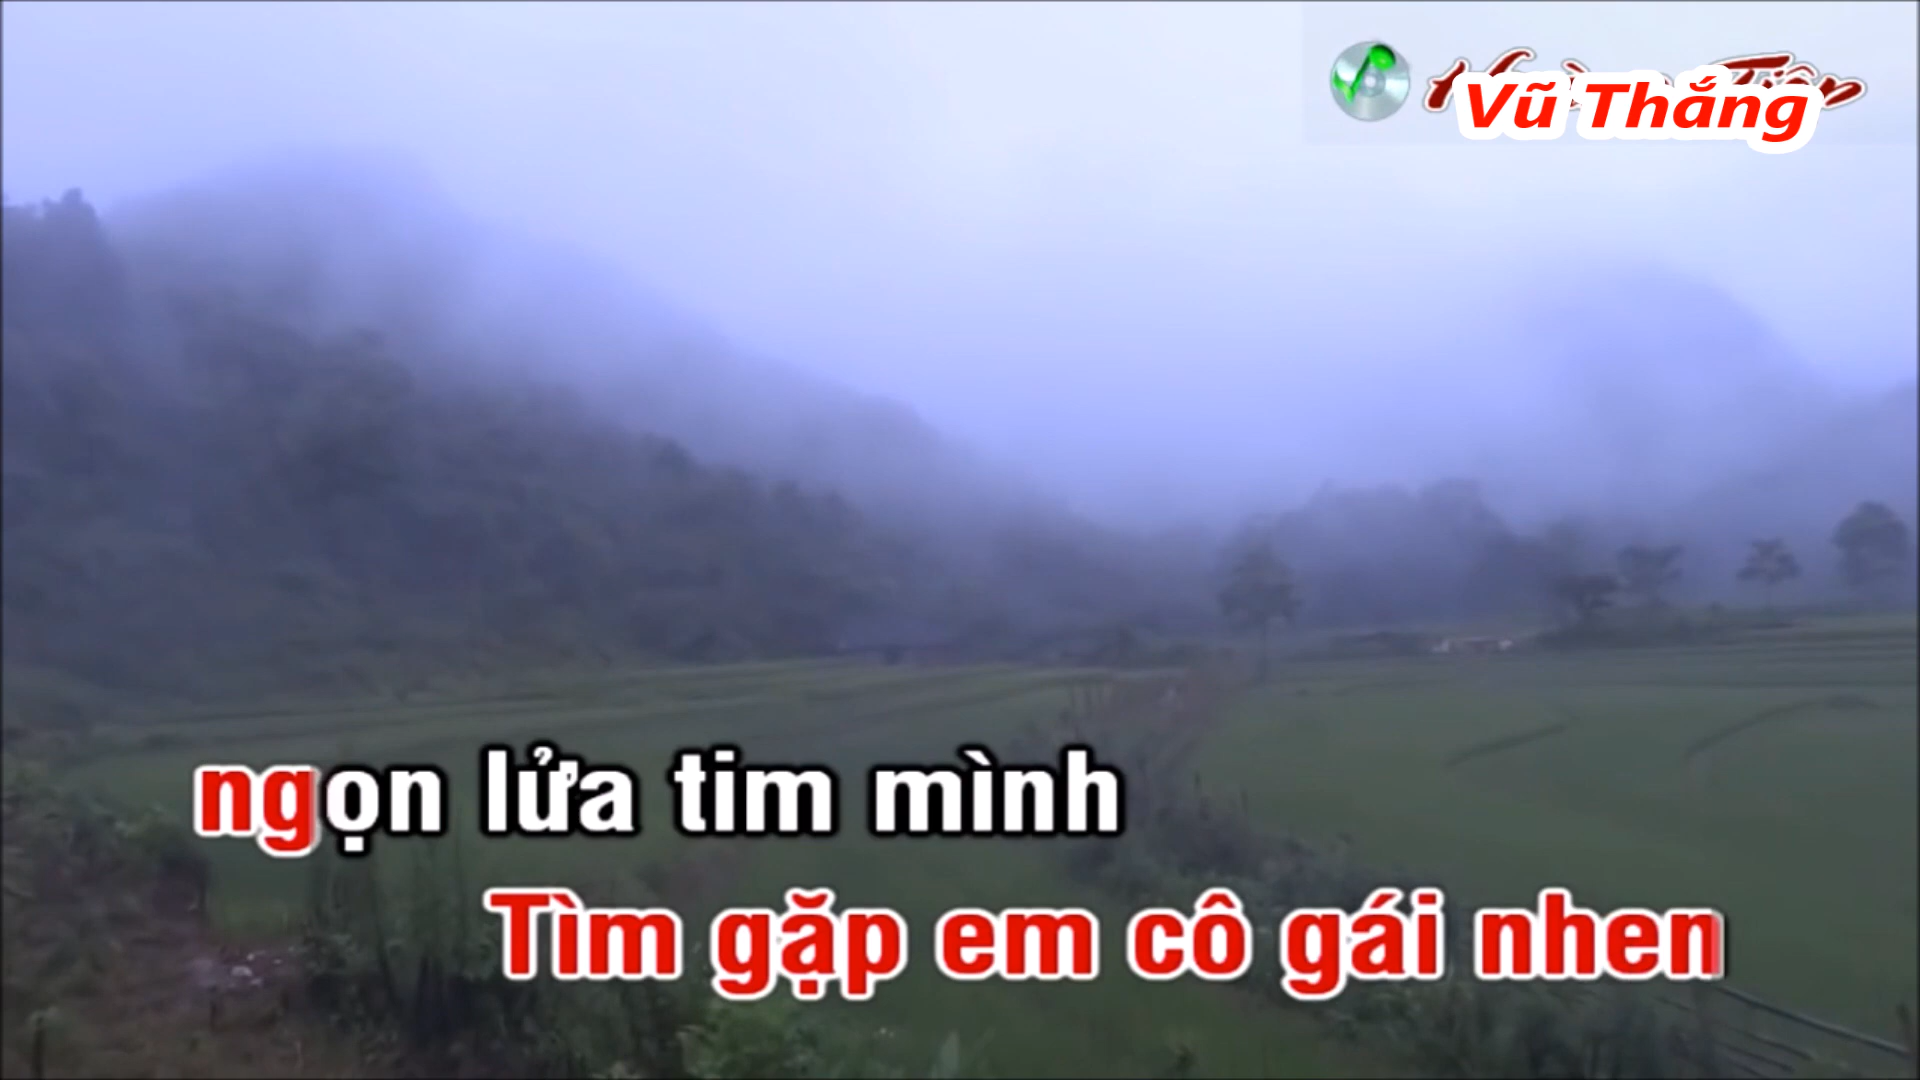 Vũ Thắng
ngọn lửa tim mình
Tìm gặp em cô gái nhen